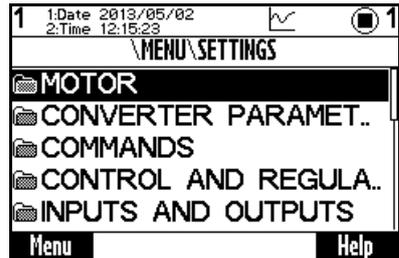 1 1:Date 2013/05/02 1
2:Time 12:15:23
\MENU\SETTINGS
MOTOR
CONVERTER PARAMET..
COMMANDS
CONTROL AND REGULA..
INPUTS AND OUTPUTS
Menu Help